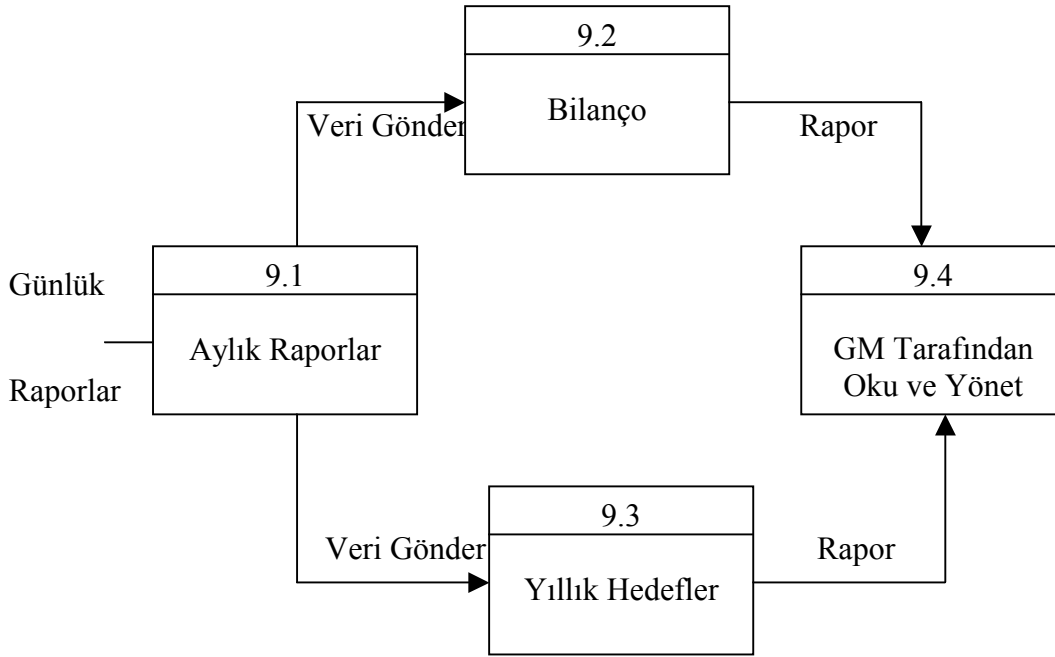 9.2
Bilanço
Veri Gönder
Rapor
Günlük
Raporlar
9.1
Aylık Raporlar
9.4
GM Tarafından
Oku ve Yönet
9.3
Yıllık Hedefler
Veri Gönder
Rapor